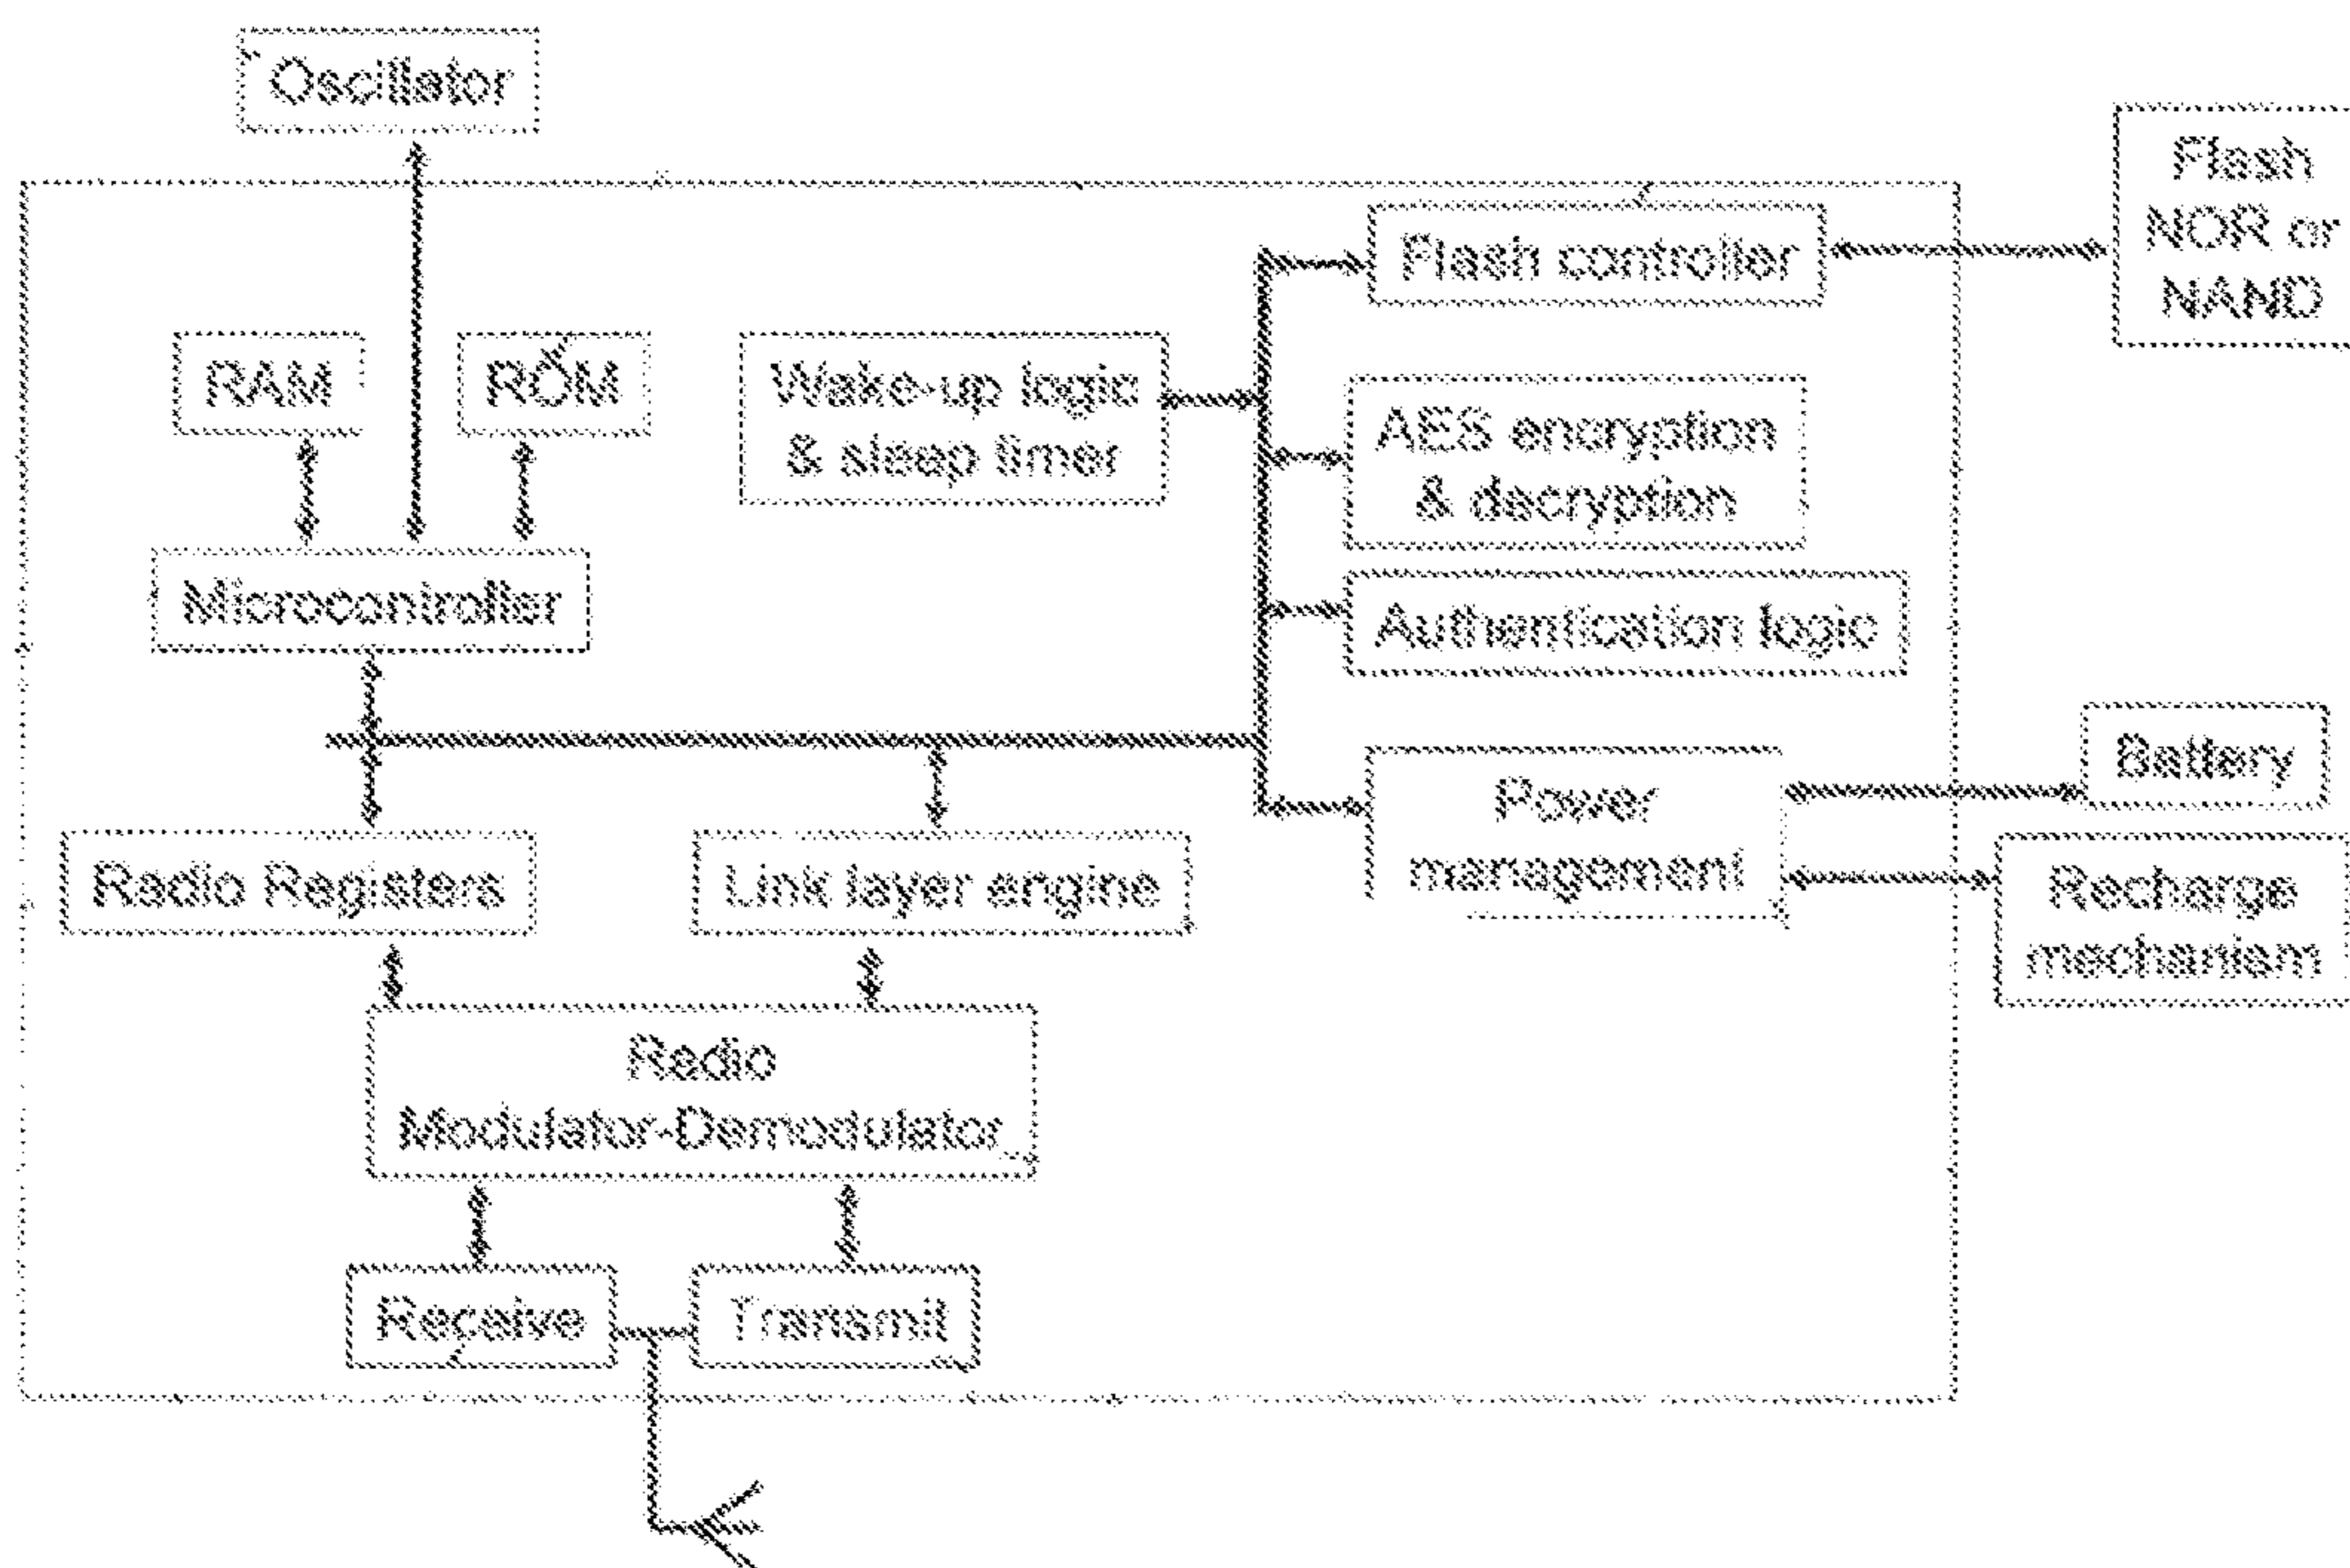 Oscillator
Flash
NOR or
NAND
Flash controller
RAM
ROM
Wake-up logic
& sleep timer
AES encryption
& decryption
Microcontroller
Authentication logic
Battery
Power
management
Radio Registers
Link layer engine
Recharge
mechanism
Radio
Modulator-Demodulator
Receive
Transmit